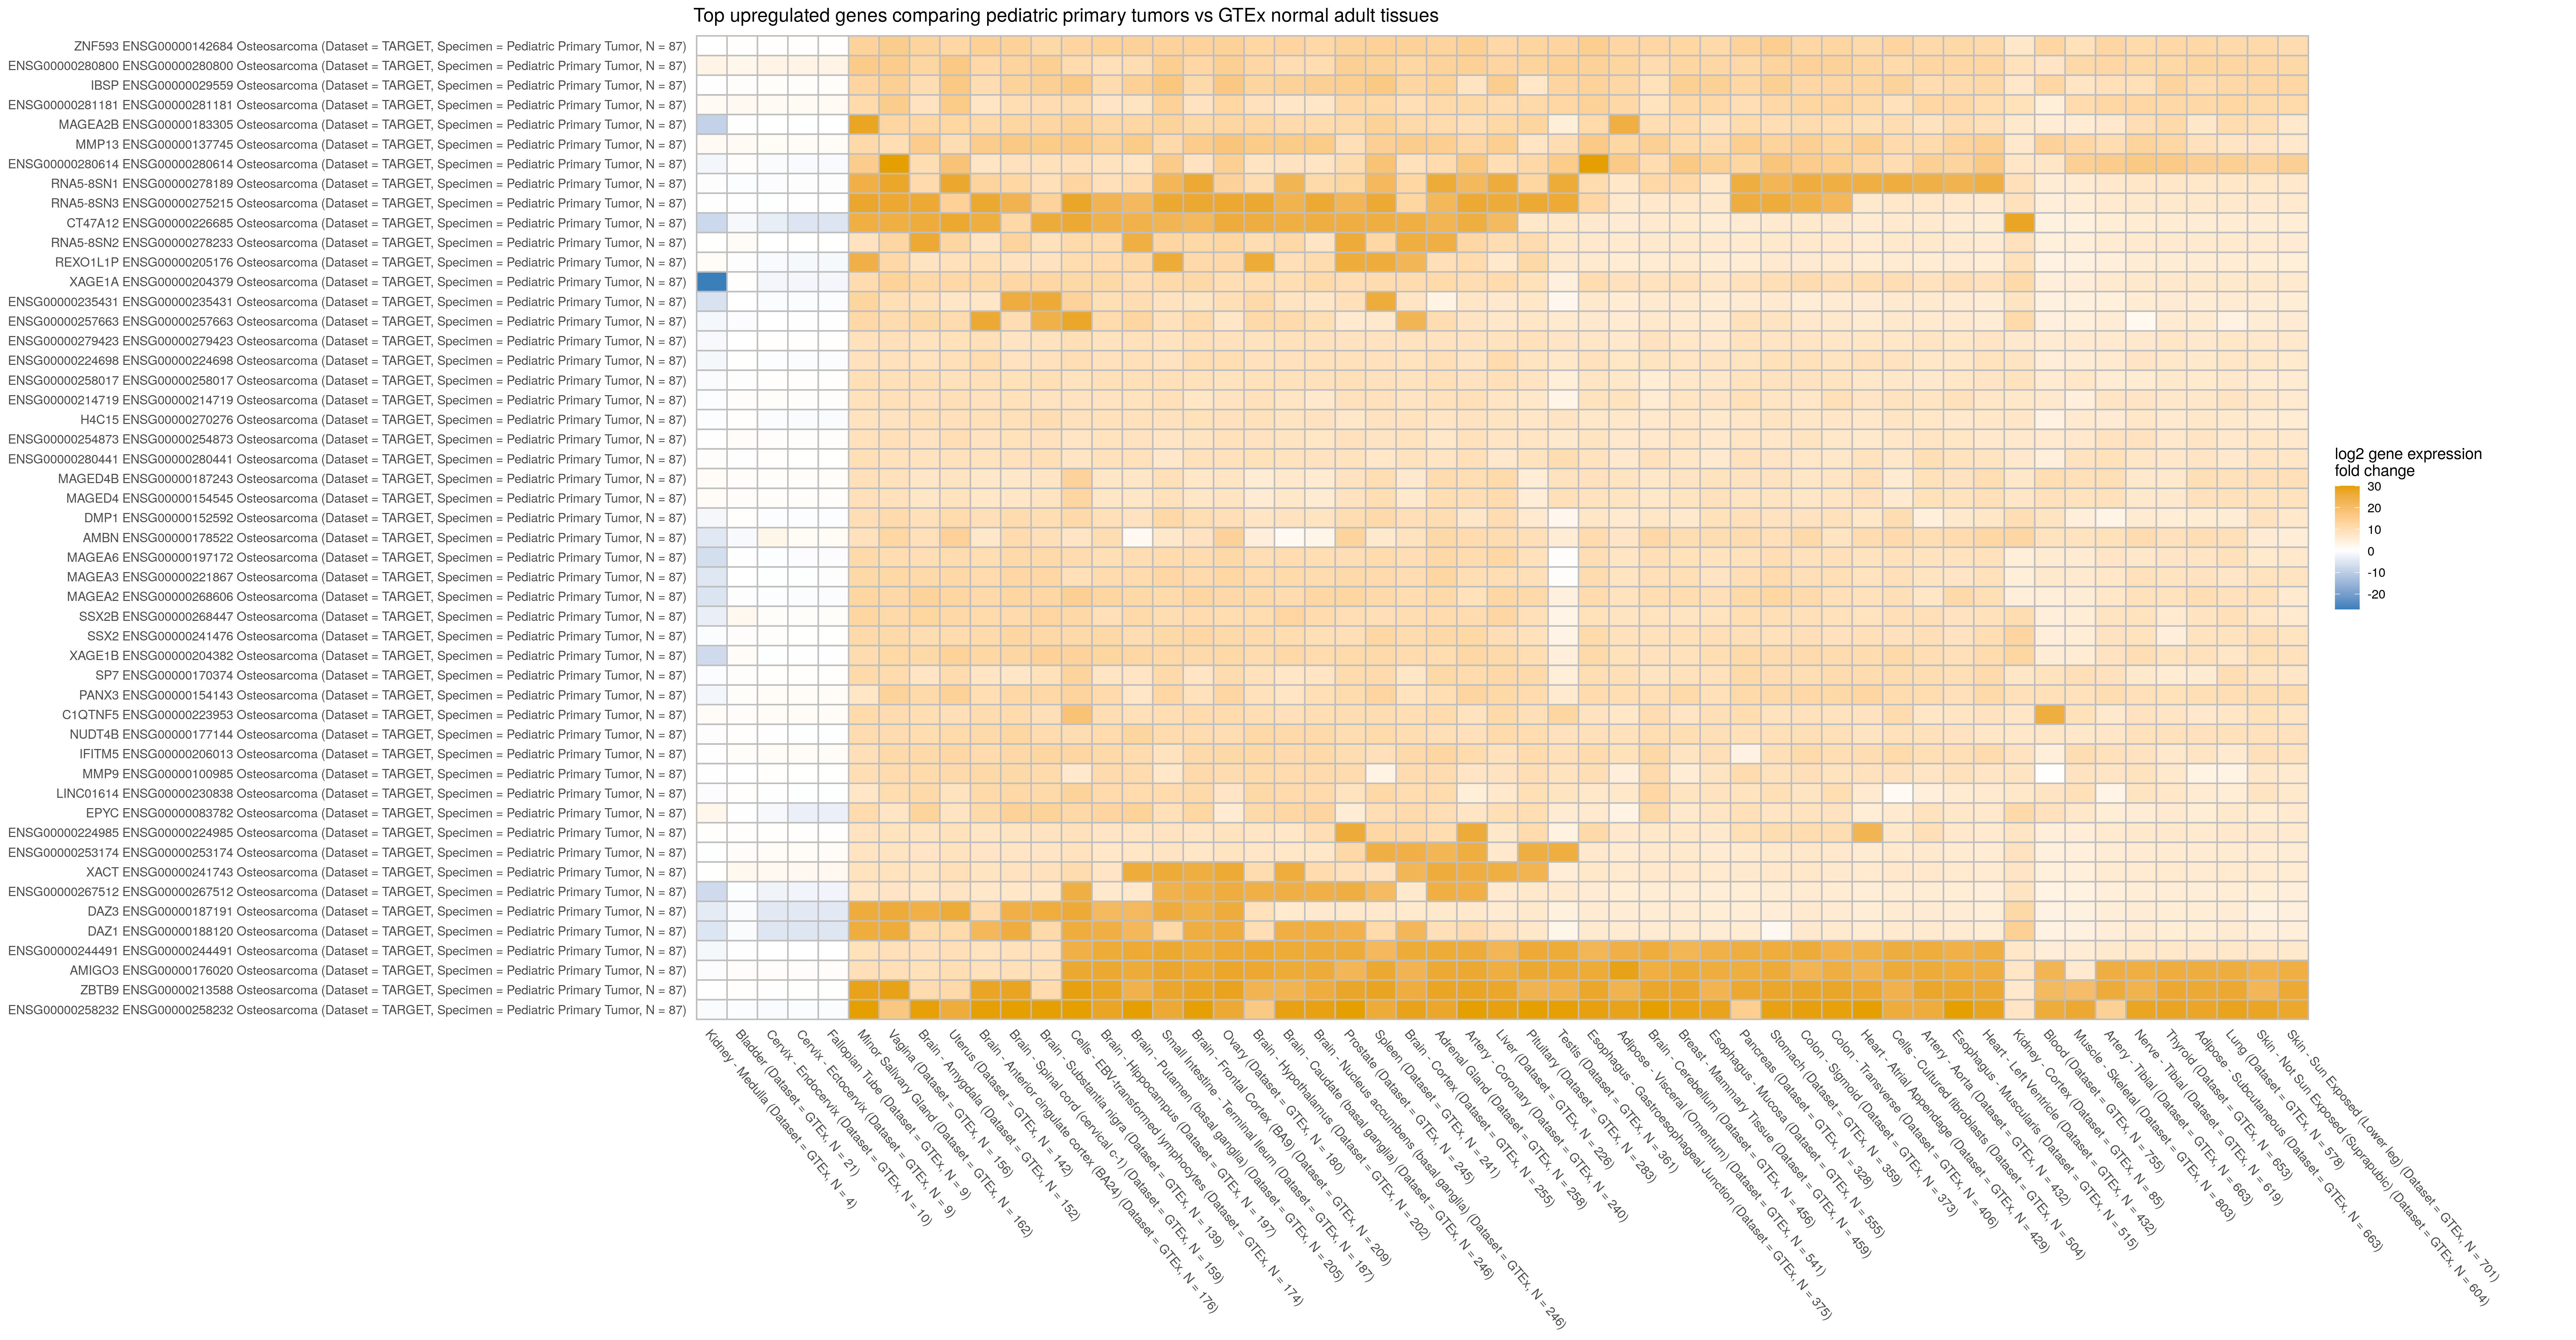 Top upregulated genes comparing pediatric primary tumors vs GTEx normal adult tissues
ZNF593 ENSG00000142684 Osteosarcoma (Dataset = TARGET, Specimen = Pediatric Primary Tumor, N = 87)
ENSG00000280800 ENSG00000280800 Osteosarcoma (Dataset = TARGET, Specimen = Pediatric Primary Tumor, N = 87)
IBSP ENSG00000029559 Osteosarcoma (Dataset = TARGET, Specimen = Pediatric Primary Tumor, N = 87)
ENSG00000281181 ENSG00000281181 Osteosarcoma (Dataset = TARGET, Specimen = Pediatric Primary Tumor, N = 87)
MAGEA2B ENSG00000183305 Osteosarcoma (Dataset = TARGET, Specimen = Pediatric Primary Tumor, N = 87)
MMP13 ENSG00000137745 Osteosarcoma (Dataset = TARGET, Specimen = Pediatric Primary Tumor, N = 87)
ENSG00000280614 ENSG00000280614 Osteosarcoma (Dataset = TARGET, Specimen = Pediatric Primary Tumor, N = 87)
RNA5-8SN1 ENSG00000278189 Osteosarcoma (Dataset = TARGET, Specimen = Pediatric Primary Tumor, N = 87)
RNA5-8SN3 ENSG00000275215 Osteosarcoma (Dataset = TARGET, Specimen = Pediatric Primary Tumor, N = 87)
CT47A12 ENSG00000226685 Osteosarcoma (Dataset = TARGET, Specimen = Pediatric Primary Tumor, N = 87)
RNA5-8SN2 ENSG00000278233 Osteosarcoma (Dataset = TARGET, Specimen = Pediatric Primary Tumor, N = 87)
REXO1L1P ENSG00000205176 Osteosarcoma (Dataset = TARGET, Specimen = Pediatric Primary Tumor, N = 87)
XAGE1A ENSG00000204379 Osteosarcoma (Dataset = TARGET, Specimen = Pediatric Primary Tumor, N = 87)
ENSG00000235431 ENSG00000235431 Osteosarcoma (Dataset = TARGET, Specimen = Pediatric Primary Tumor, N = 87)
ENSG00000257663 ENSG00000257663 Osteosarcoma (Dataset = TARGET, Specimen = Pediatric Primary Tumor, N = 87)
ENSG00000279423 ENSG00000279423 Osteosarcoma (Dataset = TARGET, Specimen = Pediatric Primary Tumor, N = 87)
ENSG00000224698 ENSG00000224698 Osteosarcoma (Dataset = TARGET, Specimen = Pediatric Primary Tumor, N = 87)
ENSG00000258017 ENSG00000258017 Osteosarcoma (Dataset = TARGET, Specimen = Pediatric Primary Tumor, N = 87)
ENSG00000214719 ENSG00000214719 Osteosarcoma (Dataset = TARGET, Specimen = Pediatric Primary Tumor, N = 87)
H4C15 ENSG00000270276 Osteosarcoma (Dataset = TARGET, Specimen = Pediatric Primary Tumor, N = 87)
ENSG00000254873 ENSG00000254873 Osteosarcoma (Dataset = TARGET, Specimen = Pediatric Primary Tumor, N = 87)
ENSG00000280441 ENSG00000280441 Osteosarcoma (Dataset = TARGET, Specimen = Pediatric Primary Tumor, N = 87)
MAGED4B ENSG00000187243 Osteosarcoma (Dataset = TARGET, Specimen = Pediatric Primary Tumor, N = 87)
MAGED4 ENSG00000154545 Osteosarcoma (Dataset = TARGET, Specimen = Pediatric Primary Tumor, N = 87)
DMP1 ENSG00000152592 Osteosarcoma (Dataset = TARGET, Specimen = Pediatric Primary Tumor, N = 87)
AMBN ENSG00000178522 Osteosarcoma (Dataset = TARGET, Specimen = Pediatric Primary Tumor, N = 87)
MAGEA6 ENSG00000197172 Osteosarcoma (Dataset = TARGET, Specimen = Pediatric Primary Tumor, N = 87)
MAGEA3 ENSG00000221867 Osteosarcoma (Dataset = TARGET, Specimen = Pediatric Primary Tumor, N = 87)
MAGEA2 ENSG00000268606 Osteosarcoma (Dataset = TARGET, Specimen = Pediatric Primary Tumor, N = 87)
SSX2B ENSG00000268447 Osteosarcoma (Dataset = TARGET, Specimen = Pediatric Primary Tumor, N = 87)
SSX2 ENSG00000241476 Osteosarcoma (Dataset = TARGET, Specimen = Pediatric Primary Tumor, N = 87)
XAGE1B ENSG00000204382 Osteosarcoma (Dataset = TARGET, Specimen = Pediatric Primary Tumor, N = 87)
SP7 ENSG00000170374 Osteosarcoma (Dataset = TARGET, Specimen = Pediatric Primary Tumor, N = 87)
PANX3 ENSG00000154143 Osteosarcoma (Dataset = TARGET, Specimen = Pediatric Primary Tumor, N = 87)
C1QTNF5 ENSG00000223953 Osteosarcoma (Dataset = TARGET, Specimen = Pediatric Primary Tumor, N = 87)
NUDT4B ENSG00000177144 Osteosarcoma (Dataset = TARGET, Specimen = Pediatric Primary Tumor, N = 87)
IFITM5 ENSG00000206013 Osteosarcoma (Dataset = TARGET, Specimen = Pediatric Primary Tumor, N = 87)
MMP9 ENSG00000100985 Osteosarcoma (Dataset = TARGET, Specimen = Pediatric Primary Tumor, N = 87)
LINC01614 ENSG00000230838 Osteosarcoma (Dataset = TARGET, Specimen = Pediatric Primary Tumor, N = 87)
EPYC ENSG00000083782 Osteosarcoma (Dataset = TARGET, Specimen = Pediatric Primary Tumor, N = 87)
ENSG00000224985 ENSG00000224985 Osteosarcoma (Dataset = TARGET, Specimen = Pediatric Primary Tumor, N = 87)
ENSG00000253174 ENSG00000253174 Osteosarcoma (Dataset = TARGET, Specimen = Pediatric Primary Tumor, N = 87)
XACT ENSG00000241743 Osteosarcoma (Dataset = TARGET, Specimen = Pediatric Primary Tumor, N = 87)
ENSG00000267512 ENSG00000267512 Osteosarcoma (Dataset = TARGET, Specimen = Pediatric Primary Tumor, N = 87)
DAZ3 ENSG00000187191 Osteosarcoma (Dataset = TARGET, Specimen = Pediatric Primary Tumor, N = 87)
DAZ1 ENSG00000188120 Osteosarcoma (Dataset = TARGET, Specimen = Pediatric Primary Tumor, N = 87)
ENSG00000244491 ENSG00000244491 Osteosarcoma (Dataset = TARGET, Specimen = Pediatric Primary Tumor, N = 87)
AMIGO3 ENSG00000176020 Osteosarcoma (Dataset = TARGET, Specimen = Pediatric Primary Tumor, N = 87)
ZBTB9 ENSG00000213588 Osteosarcoma (Dataset = TARGET, Specimen = Pediatric Primary Tumor, N = 87)
ENSG00000258232 ENSG00000258232 Osteosarcoma (Dataset = TARGET, Specimen = Pediatric Primary Tumor, N = 87)
Kidney - Medulla (Dataset = GTEx, N = 4)
Bladder (Dataset = GTEx, N = 21)
Cervix - Endocervix (Dataset = GTEx, N = 10)
Cervix - Ectocervix (Dataset = GTEx, N = 9)
Fallopian Tube (Dataset = GTEx, N = 9)
Minor Salivary Gland (Dataset = GTEx, N = 162)
Vagina (Dataset = GTEx, N = 156)
Brain - Amygdala (Dataset = GTEx, N = 152)
Uterus (Dataset = GTEx, N = 142)
Brain - Anterior cingulate cortex (BA24) (Dataset = GTEx, N = 176)
Brain - Spinal cord (cervical c-1) (Dataset = GTEx, N = 159)
Brain - Substantia nigra (Dataset = GTEx, N = 139)
Cells - EBV-transformed lymphocytes (Dataset = GTEx, N = 174)
Brain - Hippocampus (Dataset = GTEx, N = 197)
Brain - Putamen (basal ganglia) (Dataset = GTEx, N = 205)
Small Intestine - Terminal Ileum (Dataset = GTEx, N = 187)
Brain - Frontal Cortex (BA9) (Dataset = GTEx, N = 209)
Ovary (Dataset = GTEx, N = 180)
Brain - Hypothalamus (Dataset = GTEx, N = 202)
Brain - Caudate (basal ganglia) (Dataset = GTEx, N = 246)
Brain - Nucleus accumbens (basal ganglia) (Dataset = GTEx, N = 246)
Prostate (Dataset = GTEx, N = 245)
Spleen (Dataset = GTEx, N = 241)
Brain - Cortex (Dataset = GTEx, N = 255)
Adrenal Gland (Dataset = GTEx, N = 258)
Artery - Coronary (Dataset = GTEx, N = 240)
Liver (Dataset = GTEx, N = 226)
Pituitary (Dataset = GTEx, N = 283)
Testis (Dataset = GTEx, N = 361)
Esophagus - Gastroesophageal Junction (Dataset = GTEx, N = 375)
Adipose - Visceral (Omentum) (Dataset = GTEx, N = 541)
Brain - Cerebellum (Dataset = GTEx, N = 456)
Breast - Mammary Tissue (Dataset = GTEx, N = 459)
Esophagus - Mucosa (Dataset = GTEx, N = 555)
Pancreas (Dataset = GTEx, N = 328)
Stomach (Dataset = GTEx, N = 359)
Colon - Sigmoid (Dataset = GTEx, N = 373)
Colon - Transverse (Dataset = GTEx, N = 406)
Heart - Atrial Appendage (Dataset = GTEx, N = 429)
Cells - Cultured fibroblasts (Dataset = GTEx, N = 504)
Artery - Aorta (Dataset = GTEx, N = 432)
Esophagus - Muscularis (Dataset = GTEx, N = 515)
Heart - Left Ventricle (Dataset = GTEx, N = 432)
Kidney - Cortex (Dataset = GTEx, N = 85)
Blood (Dataset = GTEx, N = 755)
Muscle - Skeletal (Dataset = GTEx, N = 803)
Artery - Tibial (Dataset = GTEx, N = 663)
Nerve - Tibial (Dataset = GTEx, N = 619)
Thyroid (Dataset = GTEx, N = 653)
Adipose - Subcutaneous (Dataset = GTEx, N = 663)
Lung (Dataset = GTEx, N = 578)
Skin - Not Sun Exposed (Suprapubic) (Dataset = GTEx, N = 604)
Skin - Sun Exposed (Lower leg) (Dataset = GTEx, N = 701)
log2 gene expression
fold change
30
20
10
0
-10
-20